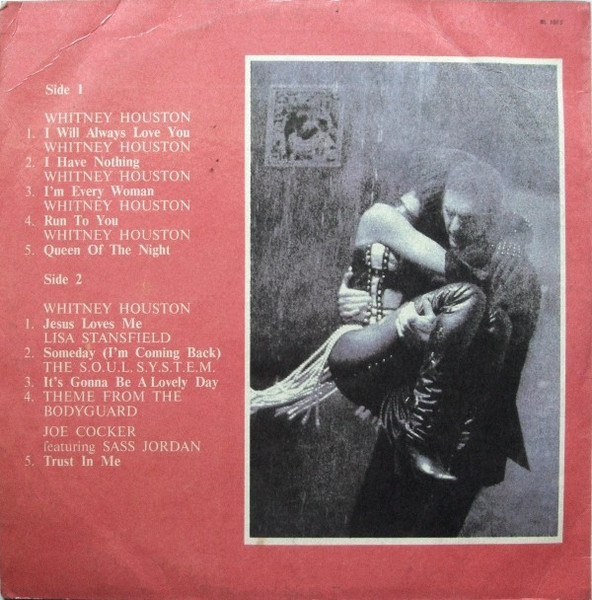 Side 1
WHITNEY HOUSTON
1. I Will Always Love You
WHITNEY HOUSTON
2. I Have Nothing
WHITNEY HOUSTON
3. I'm Every Woman
WHITNEY HOUSTON
4. Run To You
WHITNEY HOUSTON
5. Queen Of The Night
Side 2
WHITNEY HOUSTON
1. Jesus Loves Me
LISA STANSFIELD
2. Someday (I'm Coming Back)
THE S.O.U.L. S.Y.S.T.E.M.
3. It's Gonna Be A Lovely Day
4. THEME FROM THE
BODYGUARD
JOE COCKER
featuring SASS JORDAN
5. Trust In Me